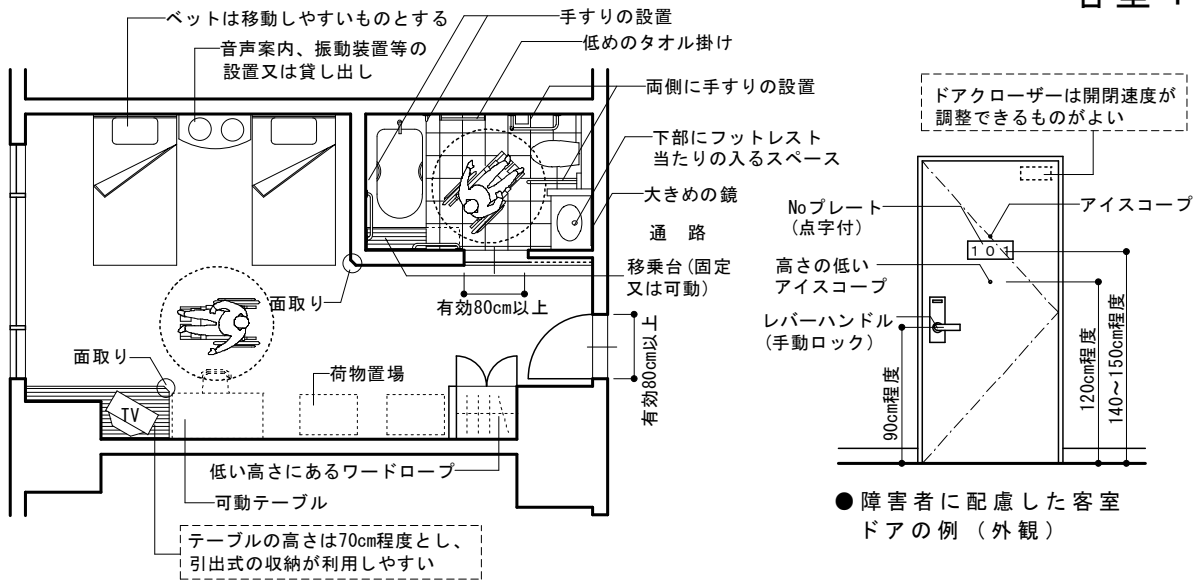 客室
ベットは移動しやすいものとする
音声案内、振動装置等の
設置又は貸し出し
手すりの設置
低めのタオル掛け
両側に手すりの設置
下部にフットレスト
当たりの入るスペース
大きめの鏡
通 路
移乗台(固定
又は可動)
面取り
有効80cm以上
有効80cm以上
面取り
荷物置場
TV
低い高さにあるワードローブ
可動テーブル
テーブルの高さは70cm程度とし、
引出式の収納が利用しやすい
ドアクローザーは開閉速度が
調整できるものがよい
Noプレート
(点字付)
アイスコープ
101
高さの低い
アイスコープ
レバーハンドル
(手動ロック)
90cm程度
120cm程度
140～150cm程度
●障害者に配慮した客室
ドアの例（外観）